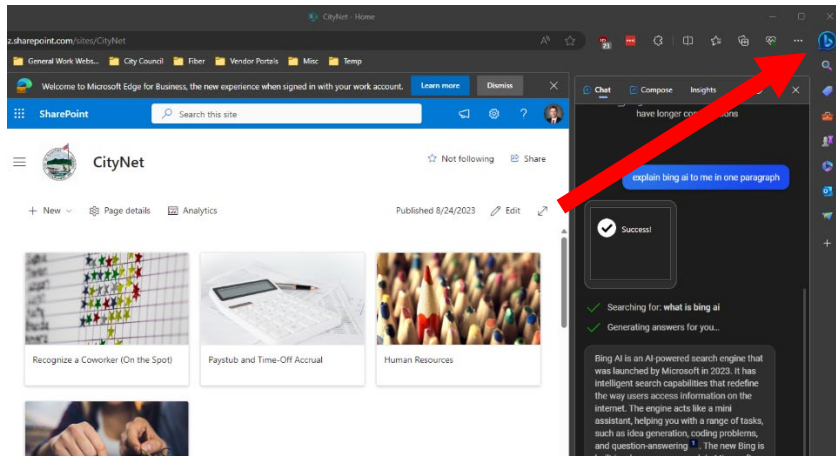 CityNet - Home
z.sharepoint.com/sites/CityNet
General Work Webs... City Council Fiber Vendor Portals Misc Temp
Welcome to Microsoft Edge for Business, the new experience when signed in with your work account. Learn more Dismiss
SharePoint
Search this site
CityNet
Not following Share
+ New Page details Analytics
Published 8/24/2023 Edit
Recognize a Coworker (On the Spot)
Paystub and Time-Off Accrual
Human Resources
Chat Compose Insights
have longer
explain bing ai to me in one paragraph
Success!
Searching for: what is bing ai
Generating answers for you...
Bing AI is an AI-powered search engine that
was launched by Microsoft in 2023. It has
intelligent search capabilities that redefine
the way users access information on the
internet. The engine acts like a mini
assistant, helping you with a range of tasks,
such as idea generation, coding problems,
and question-answering 1 . The new Bing is